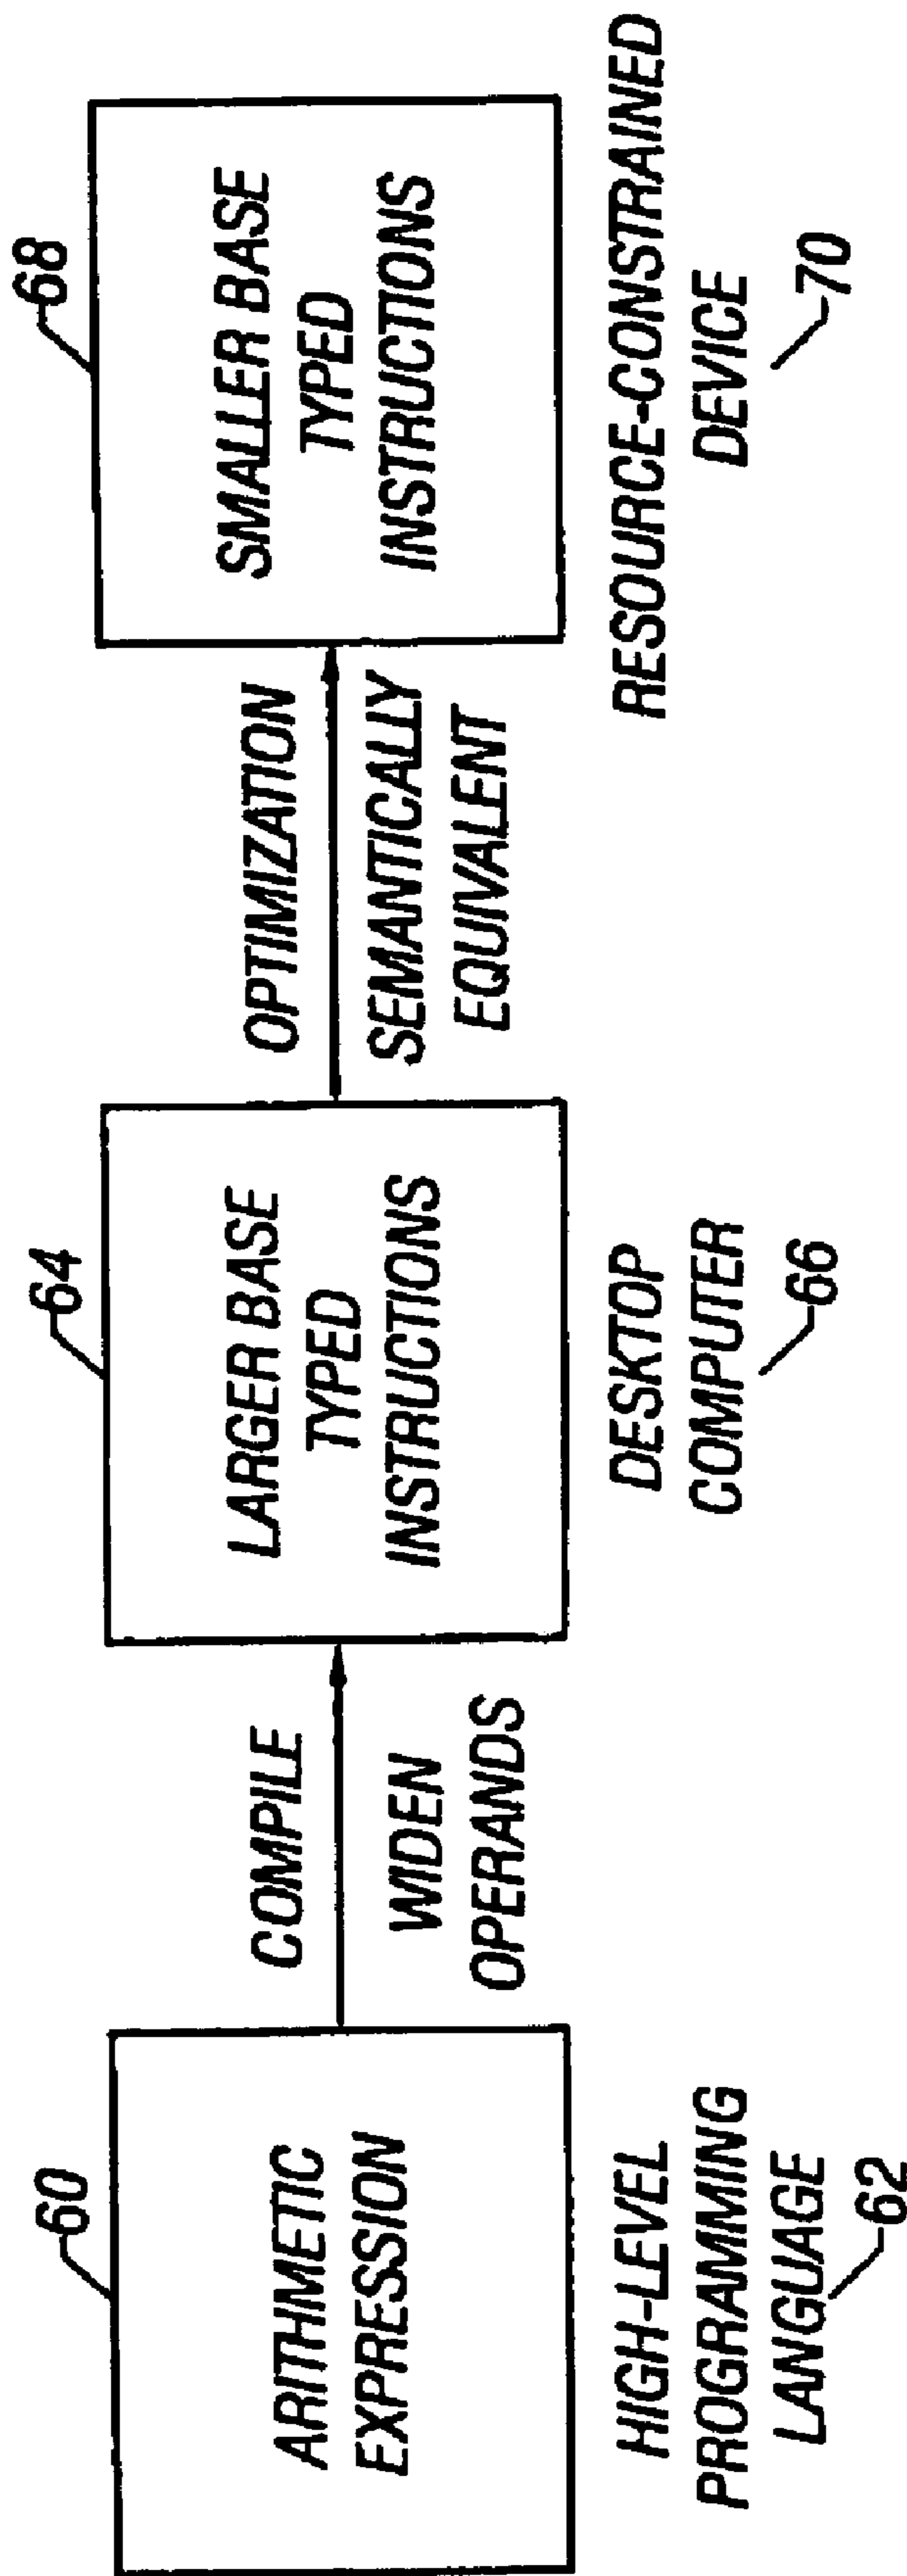 60
ARITHMETIC
EXPRESSION
HIGH-LEVEL
PROGRAMMING
LANGUAGE
62
COMPILE
WIDEN
OPERANDS
64
LARGER BASE
TYPED
INSTRUCTIONS
DESKTOP
COMPUTER
66
OPTIMIZATION
SEMANTICALLY
EQUIVALENT
68
SMALLER BASE
TYPED
INSTRUCTIONS
RESOURCE-CONSTRAINED
DEVICE
70